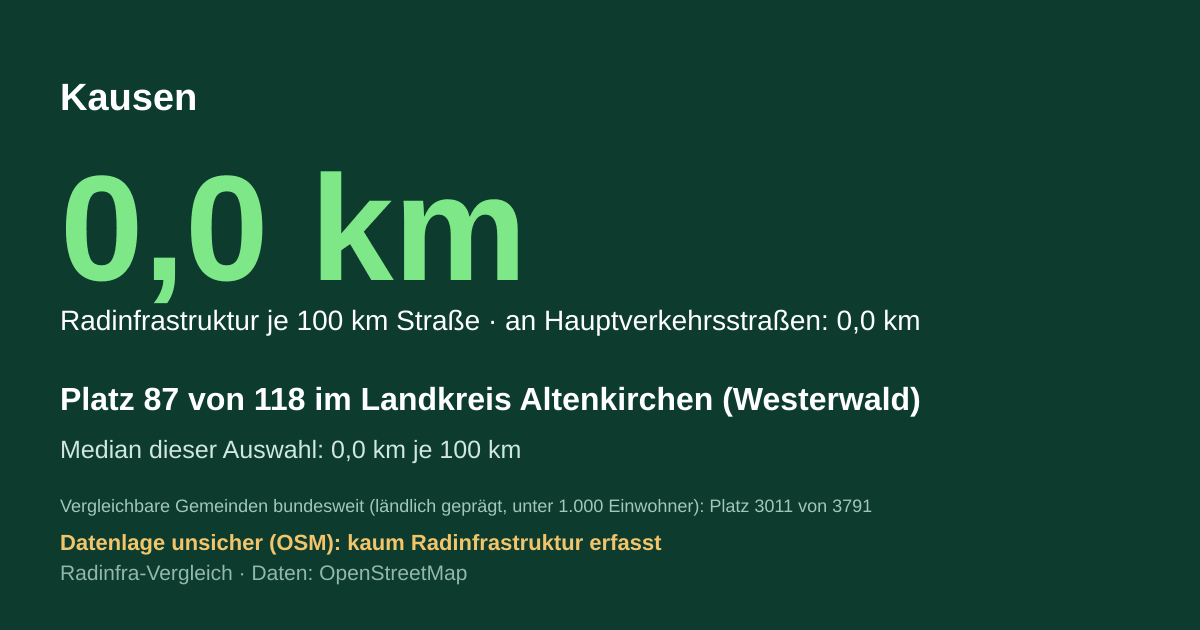 Kausen
0,0 km
Radinfrastruktur je 100 km Straße · an Hauptverkehrsstraßen: 0,0 km
Platz 87 von 118 im Landkreis Altenkirchen (Westerwald)
Median dieser Auswahl: 0,0 km je 100 km
Vergleichbare Gemeinden bundesweit (ländlich geprägt, unter 1.000 Einwohner): Platz 3011 von 3791
Datenlage unsicher (OSM): kaum Radinfrastruktur erfasst
Radinfra-Vergleich · Daten: OpenStreetMap